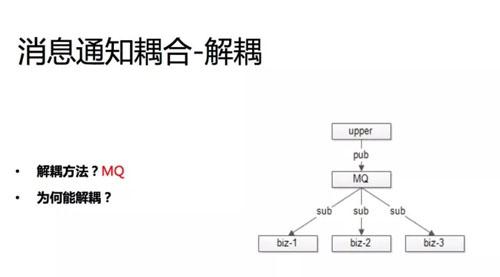 消息通知耦合-解耦
解耦方法？MQ
为何能解耦？
upper
pub
MQ
sub sub sub
biz-1 biz-2 biz-3